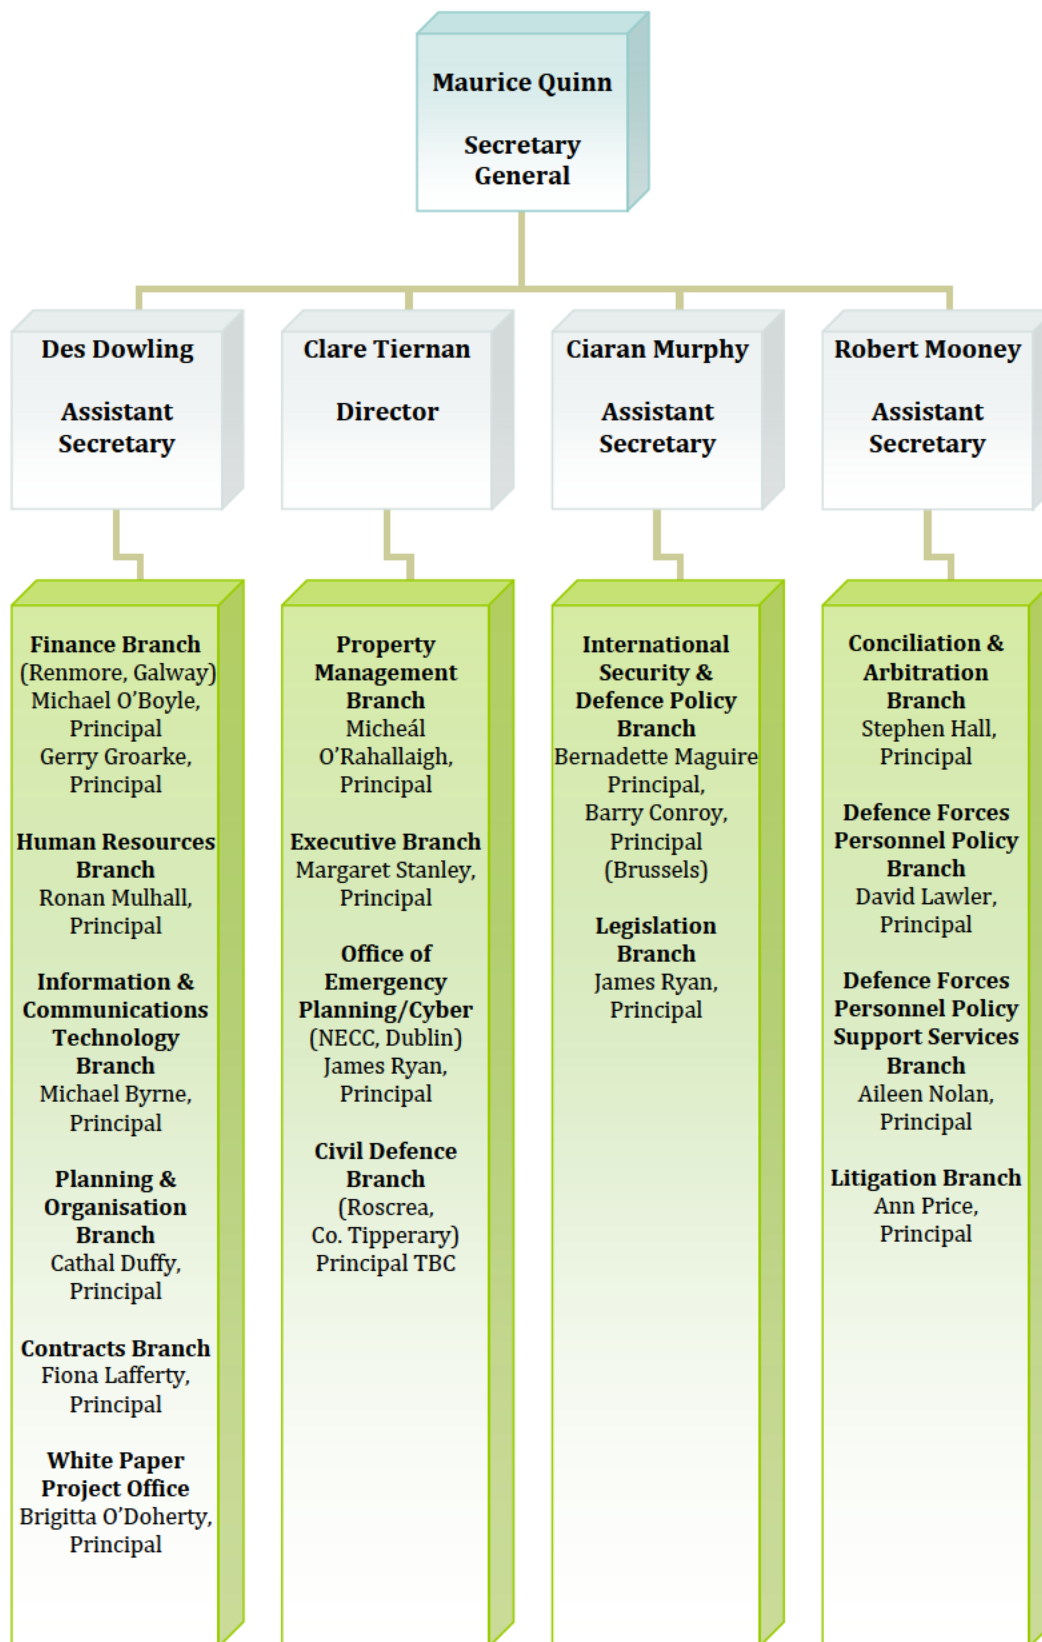 Maurice Quinn
Secretary
General
Des Dowling
Assistant
Secretary
Clare Tiernan
Director
Ciaran Murphy
Assistant
Secretary
Robert Mooney
Assistant
Secretary
Finance Branch
(Renmore, Galway)
Michael O’Boyle,
Principal
Gerry Groarke,
Principal
Human Resources
Branch
Ronan Mulhall,
Principal
Information &
Communications
Technology
Branch
Michael Byrne,
Principal
Planning &
Organisation
Branch
Cathal Duffy,
Principal
Contracts Branch
Fiona Lafferty,
Principal
White Paper
Project Office
Brigitta O’Doherty,
Principal
Property
Management
Branch
Micheál
O’Rahallaigh,
Principal
Executive Branch
Margaret Stanley,
Principal
Office of
Emergency
Planning/Cyber
(NECC, Dublin)
James Ryan,
Principal
Civil Defence
Branch
(Roscrea,
Co. Tipperary)
Principal TBC
International
Security &
Defence Policy
Branch
Bernadette Maguire
Principal,
Barry Conroy,
Principal
(Brussels)
Legislation
Branch
James Ryan,
Principal
Conciliation &
Arbitration
Branch
Stephen Hall,
Principal
Defence Forces
Personnel Policy
Branch
David Lawler,
Principal
Defence Forces
Personnel Policy
Support Services
Branch
Aileen Nolan,
Principal
Litigation Branch
Ann Price,
Principal